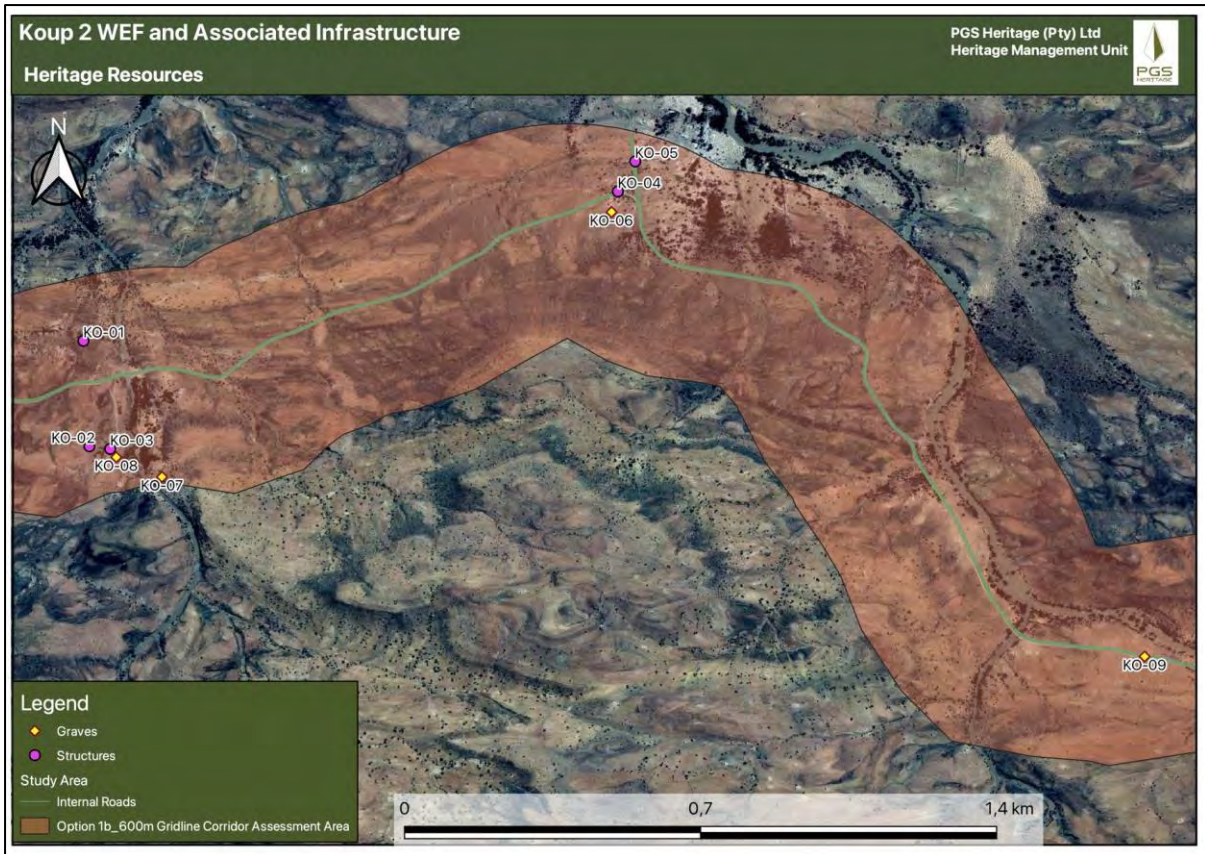 Koup 2 WEF and Associated Infrastructure
Heritage Resources
PGS Heritage (Pty) Ltd
Heritage Management Unit
PGS
HERITAGE
N
KO-05
KO-04
KO-06
KO-01
KO-02
KO-03
KO-08
KO-07
KO-09
Legend
Graves
Structures
Study Area
Internal Roads
Option 1b_600m Gridline Corridor Assessment Area
0 0,7 1,4 km